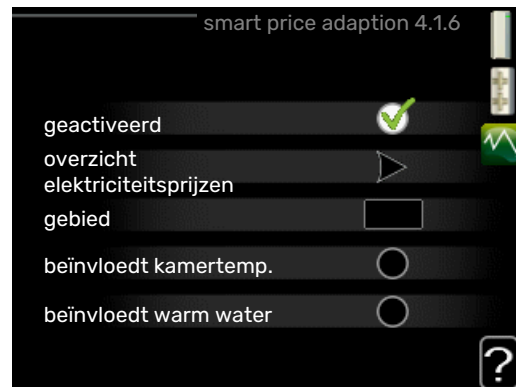 smart price adaption 4.1.6
geactiveerd
overzicht
elektriciteitsprijzen
gebied
beïnvloedt kamertemp.
beïnvloedt warm water
?